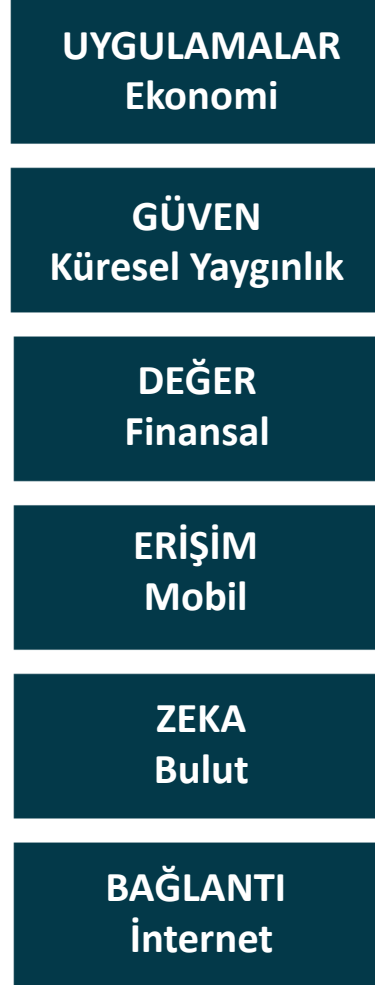 UYGULAMALAR
Ekonomi
GÜVEN
Küresel Yaygınlık
DEĞER
Finansal
ERİŞİM
Mobil
ZEKA
Bulut
BAĞLANTI
İnternet